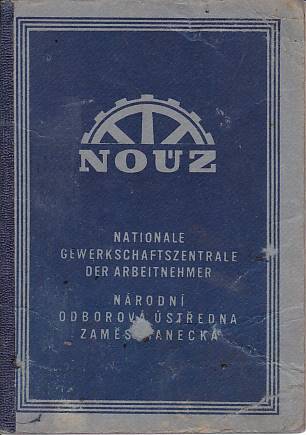 NOÚZ
NATIONALE
GEWERKSCHAFTSZENTRALE
DER ARBEITNEHMER
NÁRODNÍ
ODBOROVÁ ÚSTŘEDNA
ZAMĚSTNANECKÁ